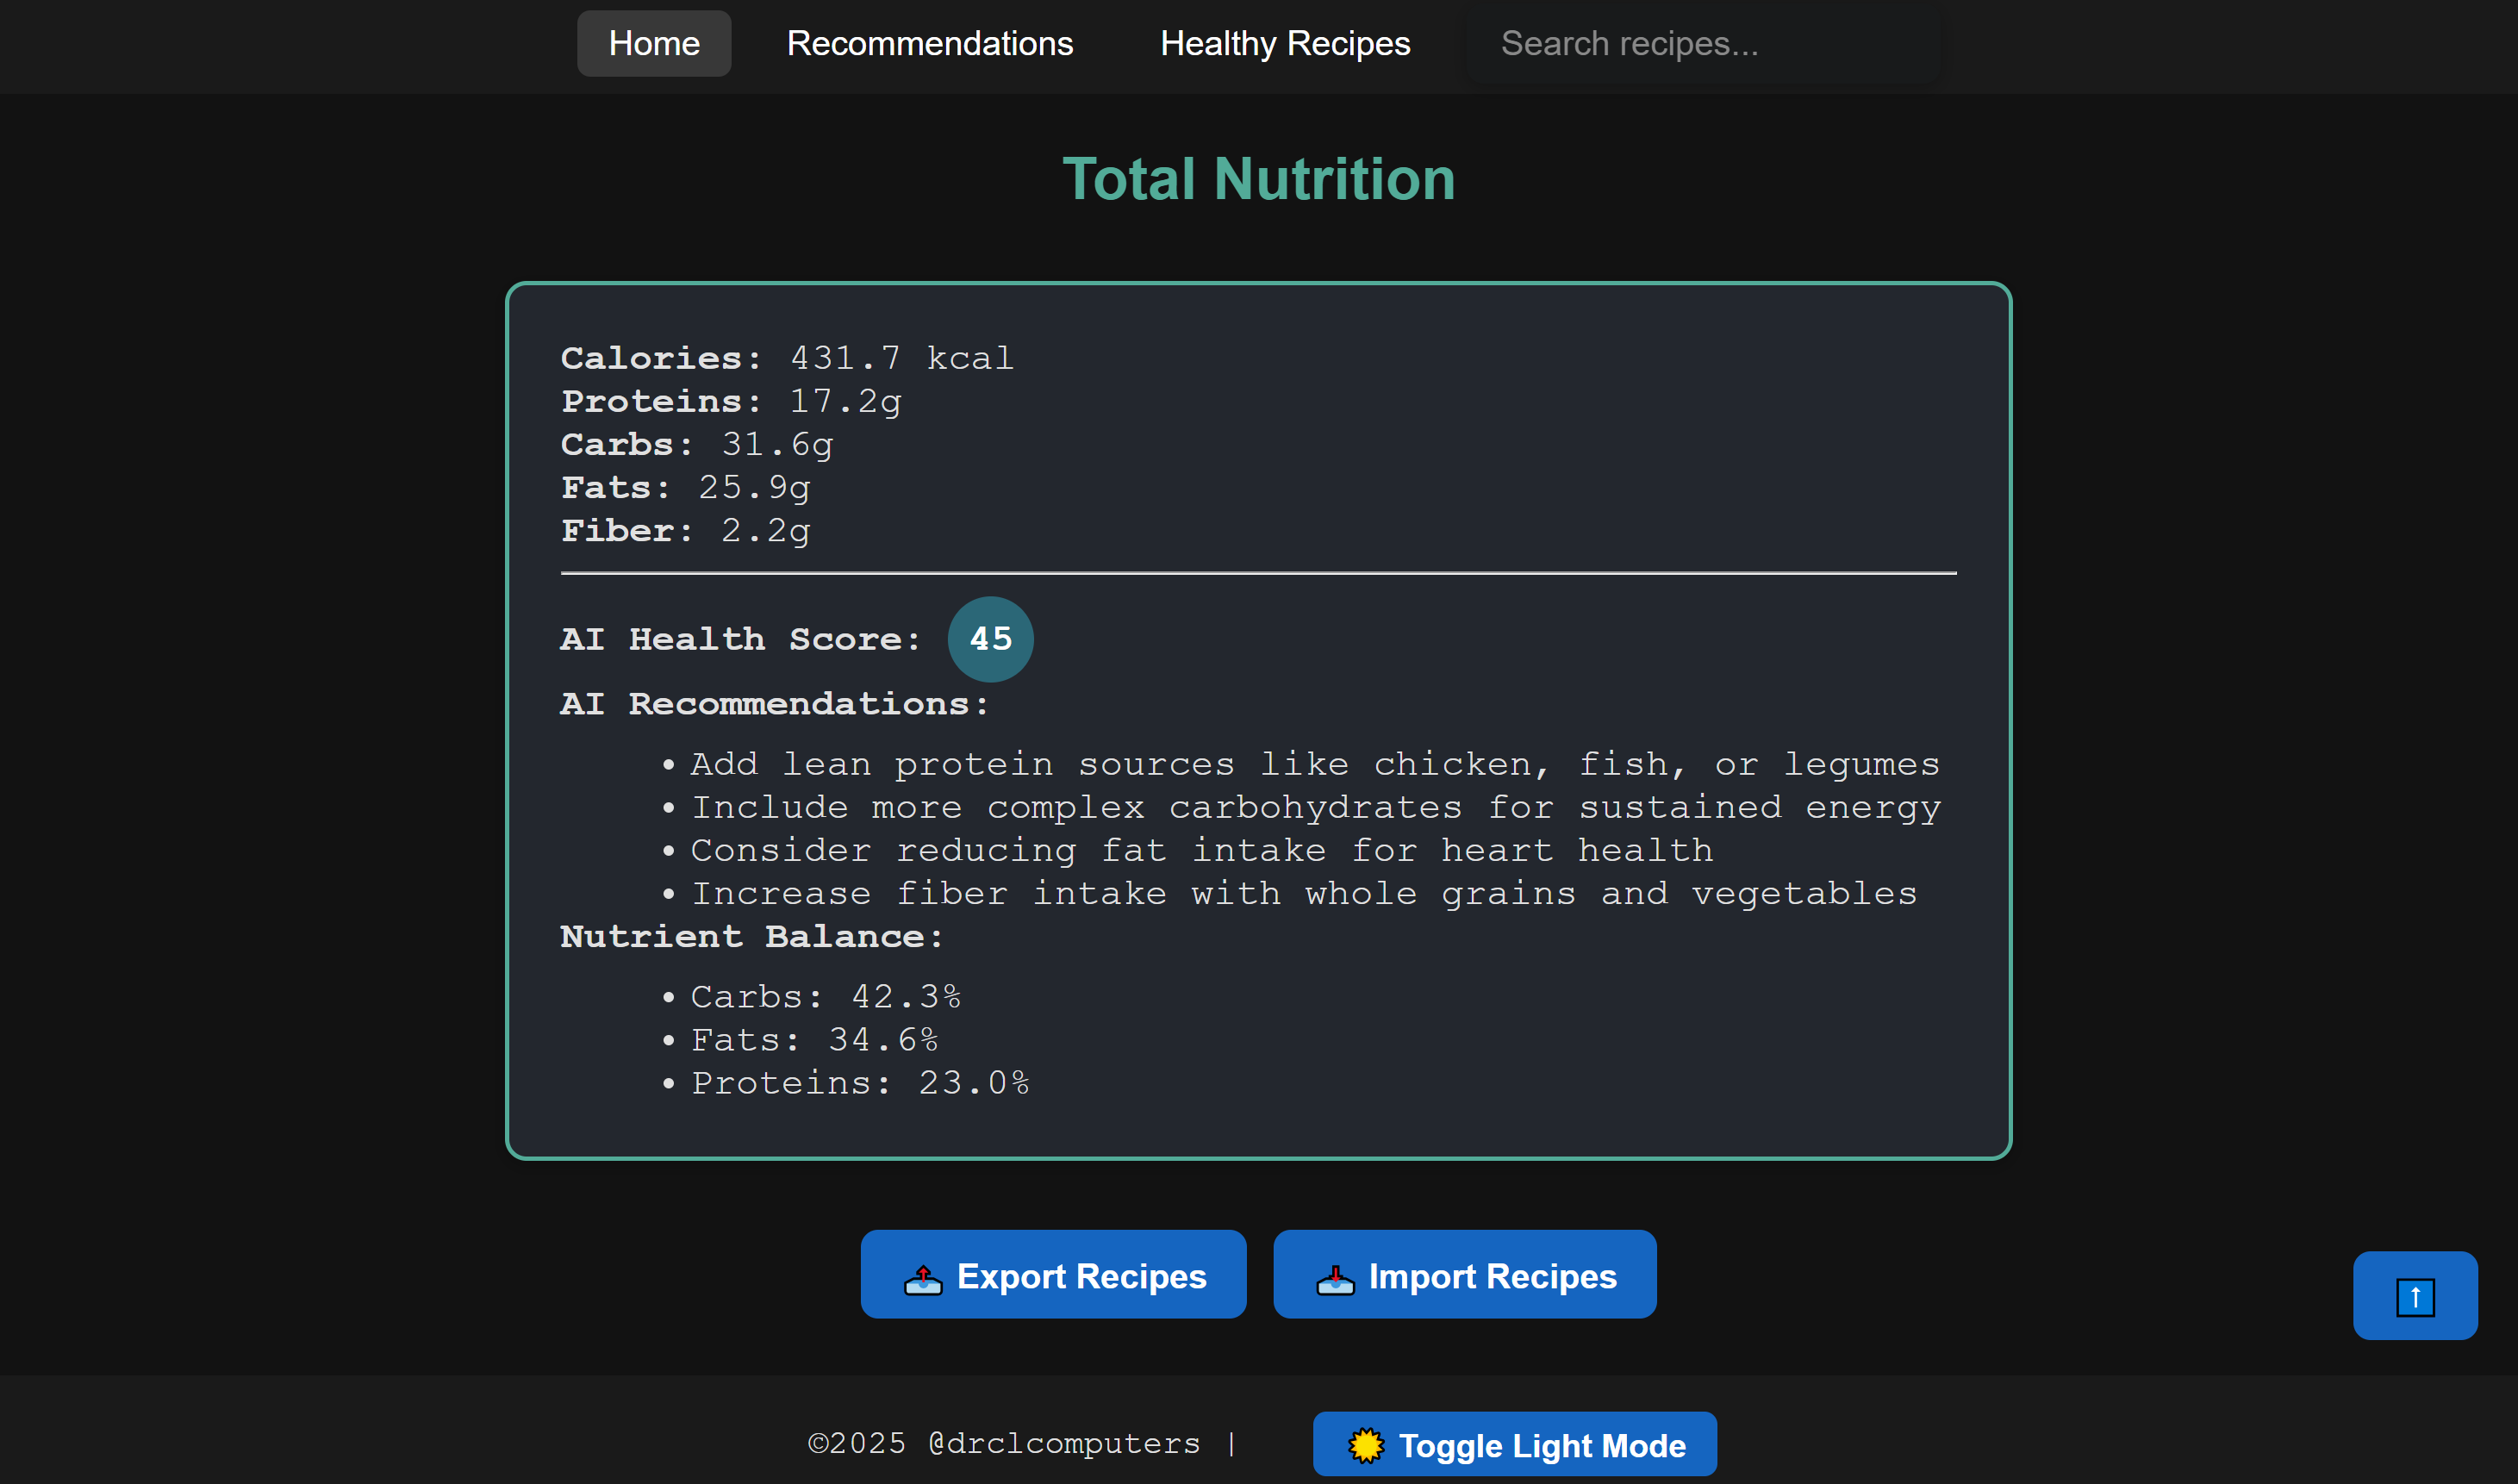 Home Recommendations Healthy Recipes Search recipes...
Total Nutrition
Calories: 431.7 kcal
Proteins: 17.2g
Carbs: 31.6g
Fats: 25.9g
Fiber: 2.2g
AI Health Score: 45
AI Recommendations:
• Add lean protein sources like chicken, fish, or legumes
• Include more complex carbohydrates for sustained energy
• Consider reducing fat intake for heart health
• Increase fiber intake with whole grains and vegetables
Nutrient Balance:
• Carbs: 42.3%
• Fats: 34.6%
• Proteins: 23.0%
Export Recipes Import Recipes
©2025 @drclcomputers | Toggle Light Mode